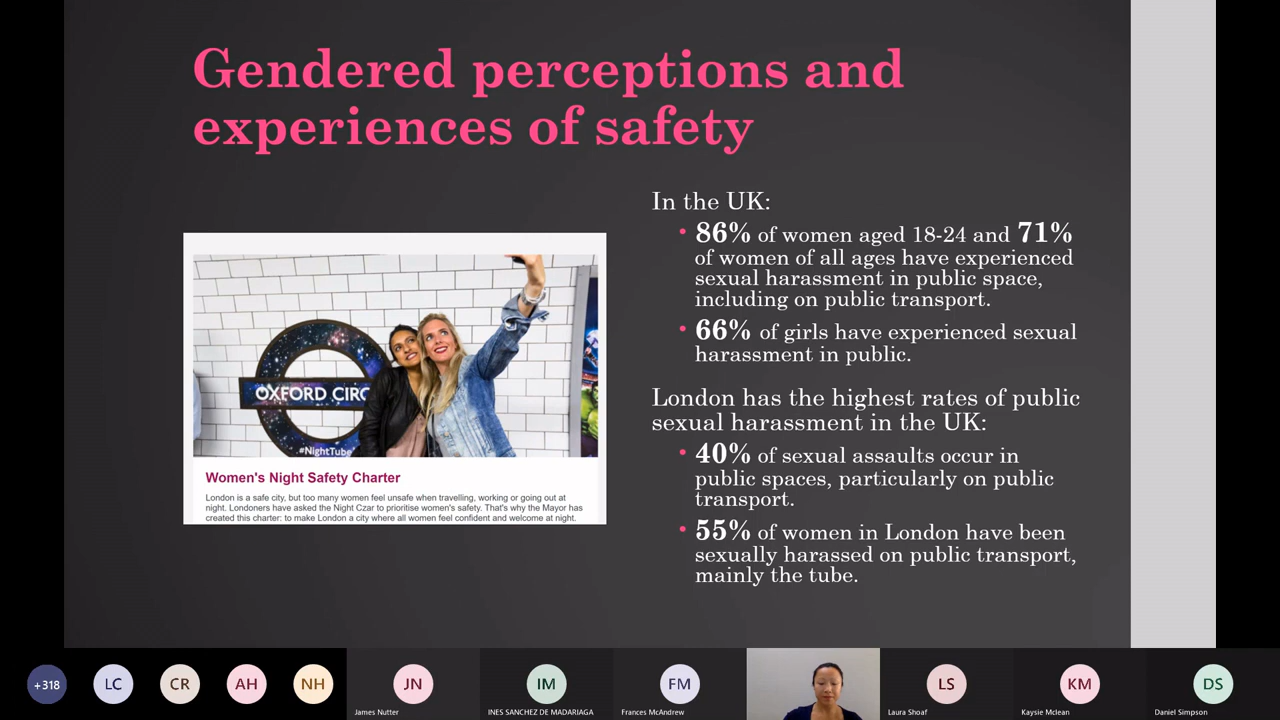 Gendered perceptions and
experiences of safety
OXFORD CIRC
#NightTube
Women's Night Safety Charter
London is a safe city, but too many women feel unsafe when travelling, working or going out at
night. Londoners have asked the Night Czar to prioritise women's safety. That's why the Mayor has
created this charter: to make London a city where all women feel confident and welcome at night.
In the UK:
• 86% of women aged 18-24 and 71%
of women of all ages have experienced
sexual harassment in public space,
including on public transport.
• 66% of girls have experienced sexual
harassment in public.
London has the highest rates of public
sexual harassment in the UK:
• 40% of sexual assaults occur in
public spaces, particularly on public
transport.
• 55% of women in London have been
sexually harassed on public transport,
mainly the tube.
+318
LC
CR
AH
NH
JN
James Nutter
IM
INES SANCHEZ DE MADARIAGA
FM
Frances McAndrew
LS
Laura Shoaf
KM
Kaysie Mclean
DS
Daniel Simpson